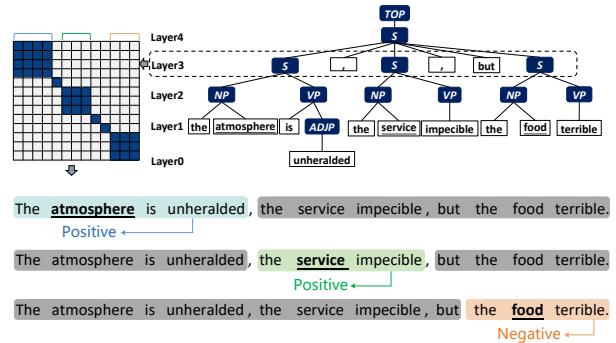 TOP
Layer4 S
Layer3 S , S , but S
Layer2 NP VP NP VP NP VP
Layer1 the atmosphere is ADJP the service impecible the food terrible
Layer0 unheralded
The atmosphere is unheralded, the service impecible, but the food terrible.
Positive
The atmosphere is unheralded, the service impecible, but the food terrible.
Positive
The atmosphere is unheralded, the service impecible, but the food terrible.
Negative